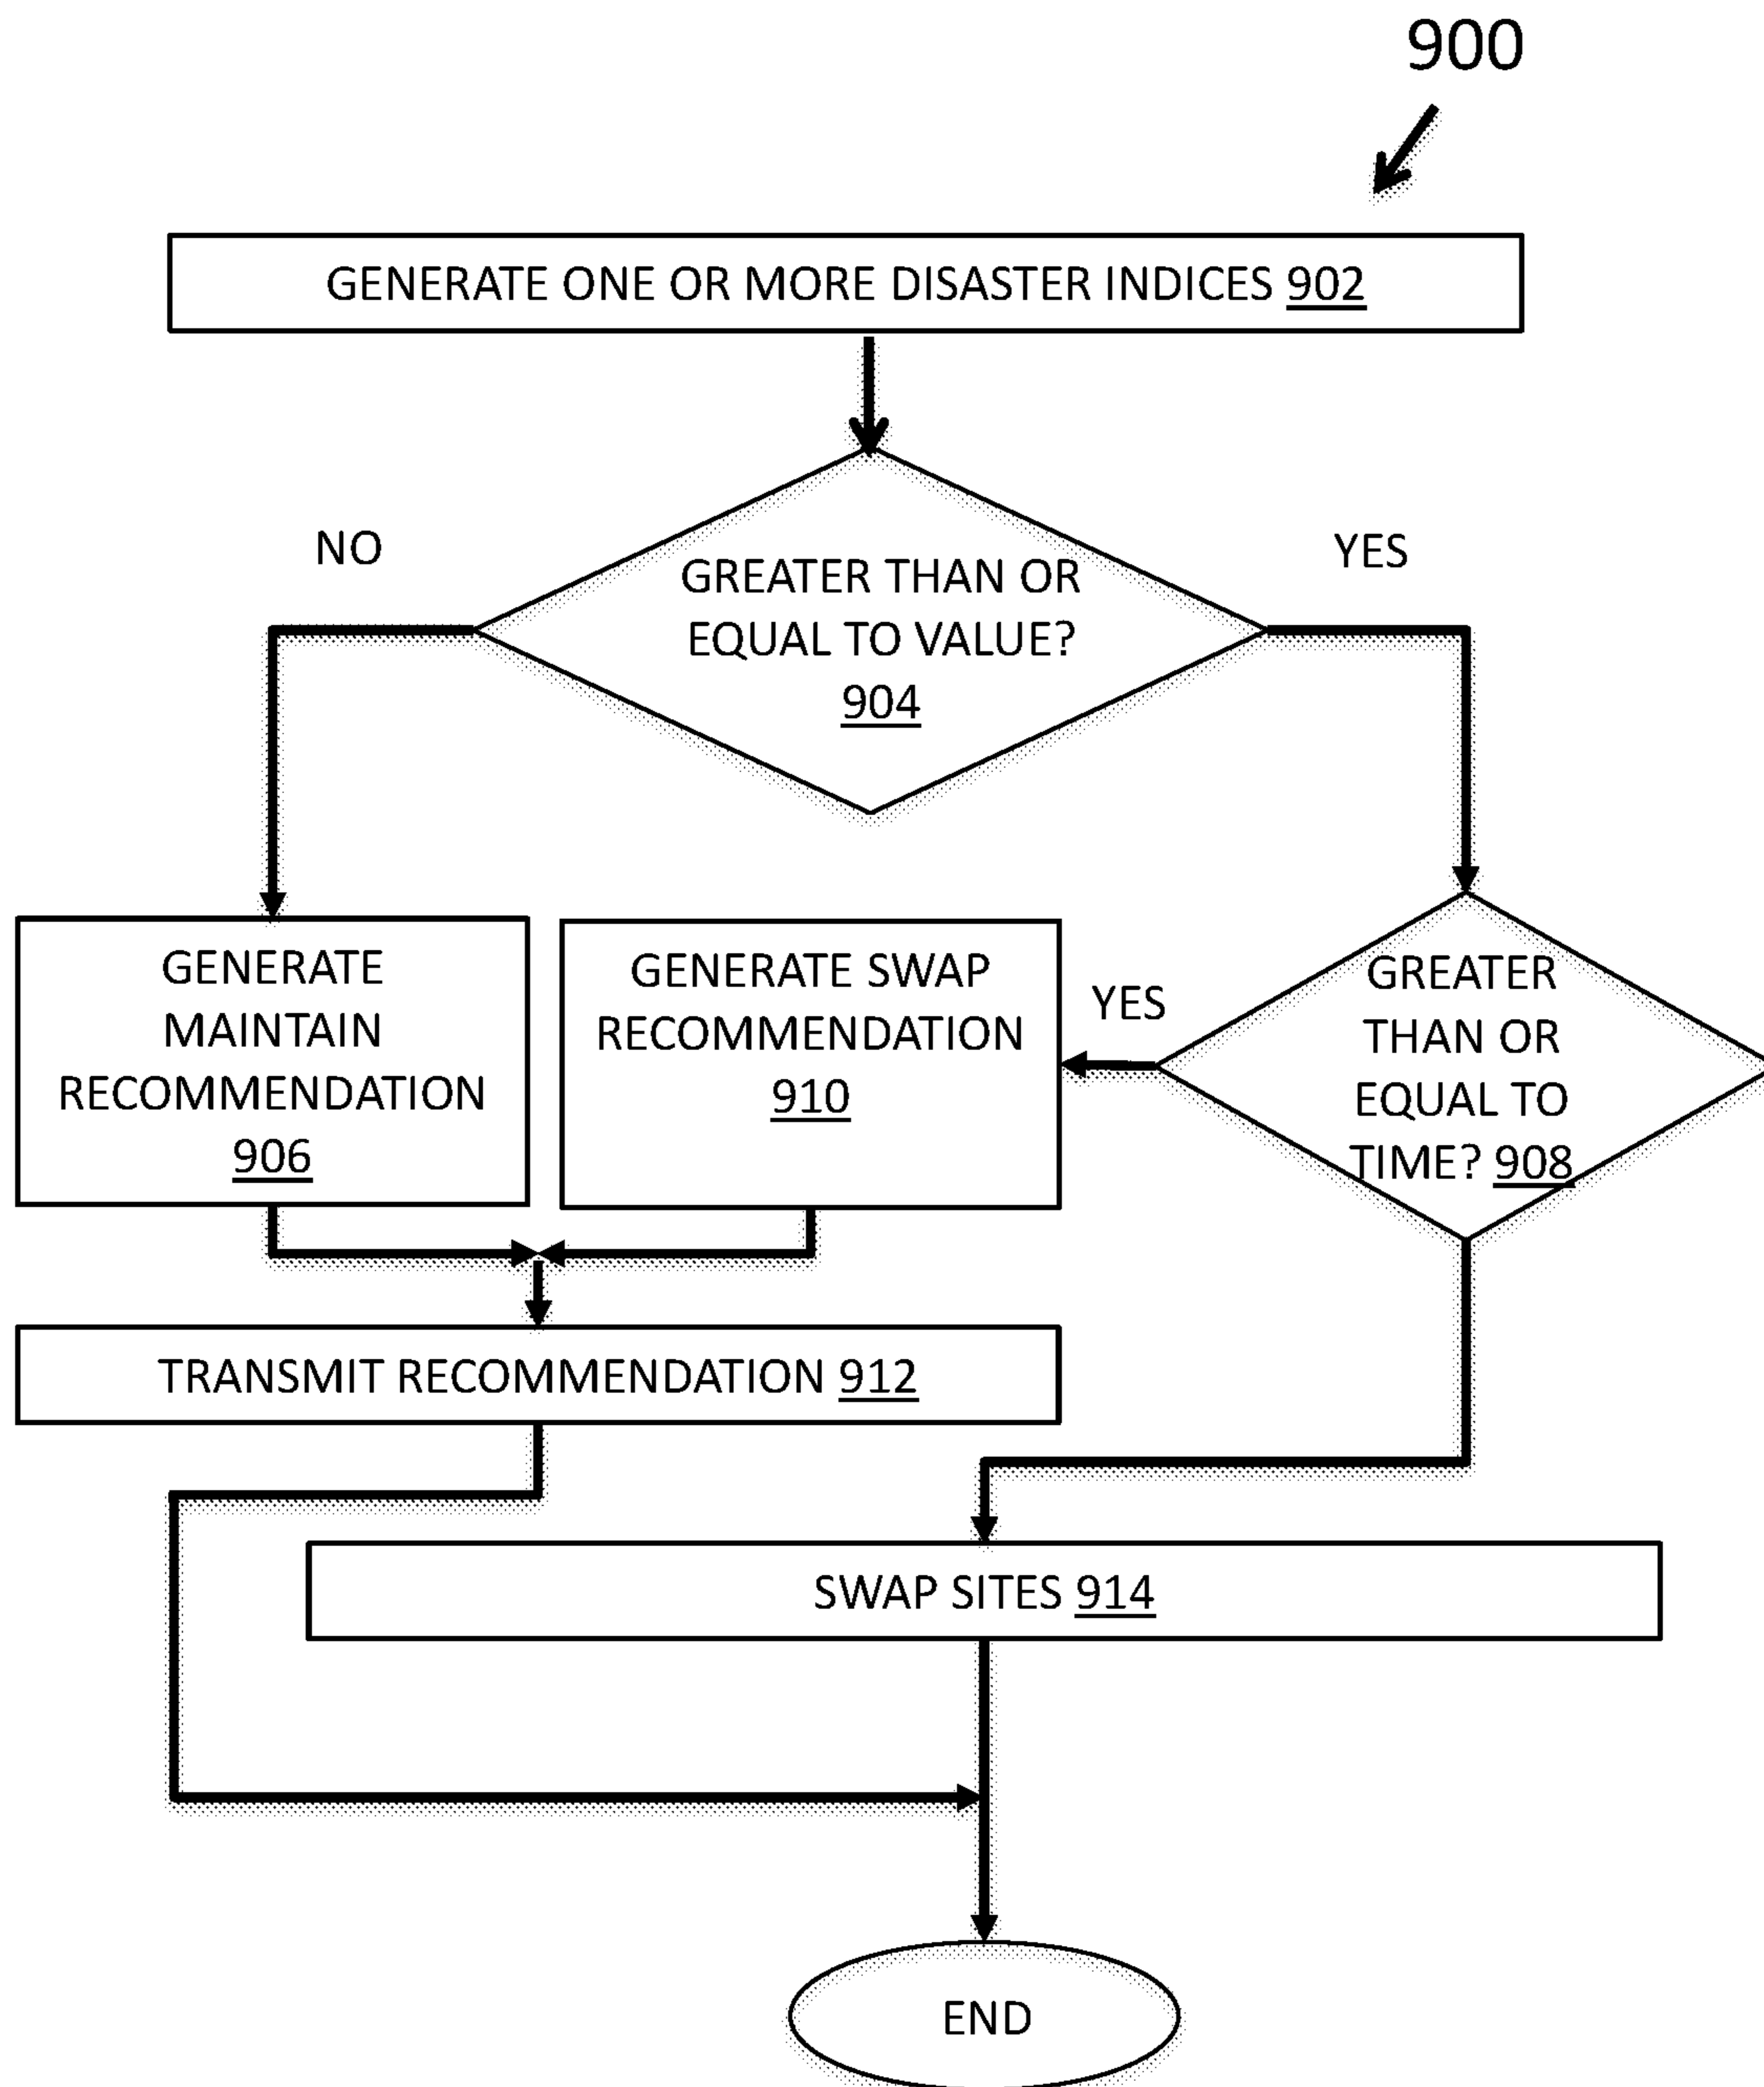 900
GENERATE ONE OR MORE DISASTER INDICES 902
NO
YES
GREATER THAN OR
EQUAL TO VALUE?
904
GENERATE
MAINTAIN
RECOMMENDATION
906
GENERATE SWAP
RECOMMENDATION
910
YES
GREATER
THAN OR
EQUAL TO
TIME? 908
TRANSMIT RECOMMENDATION 912
SWAP SITES 914
END